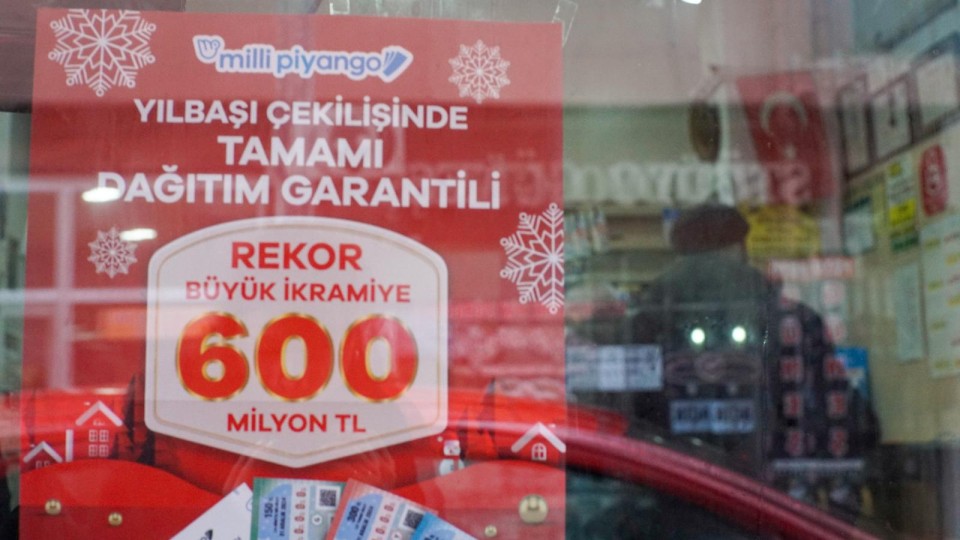 milli piyango
YILBAŞI ÇEKİLİŞİNDE
TAMAMI
DAĞITIM GARANTİLİ
REKOR
BÜYÜK İKRAMİYE
600
MİLYON TL